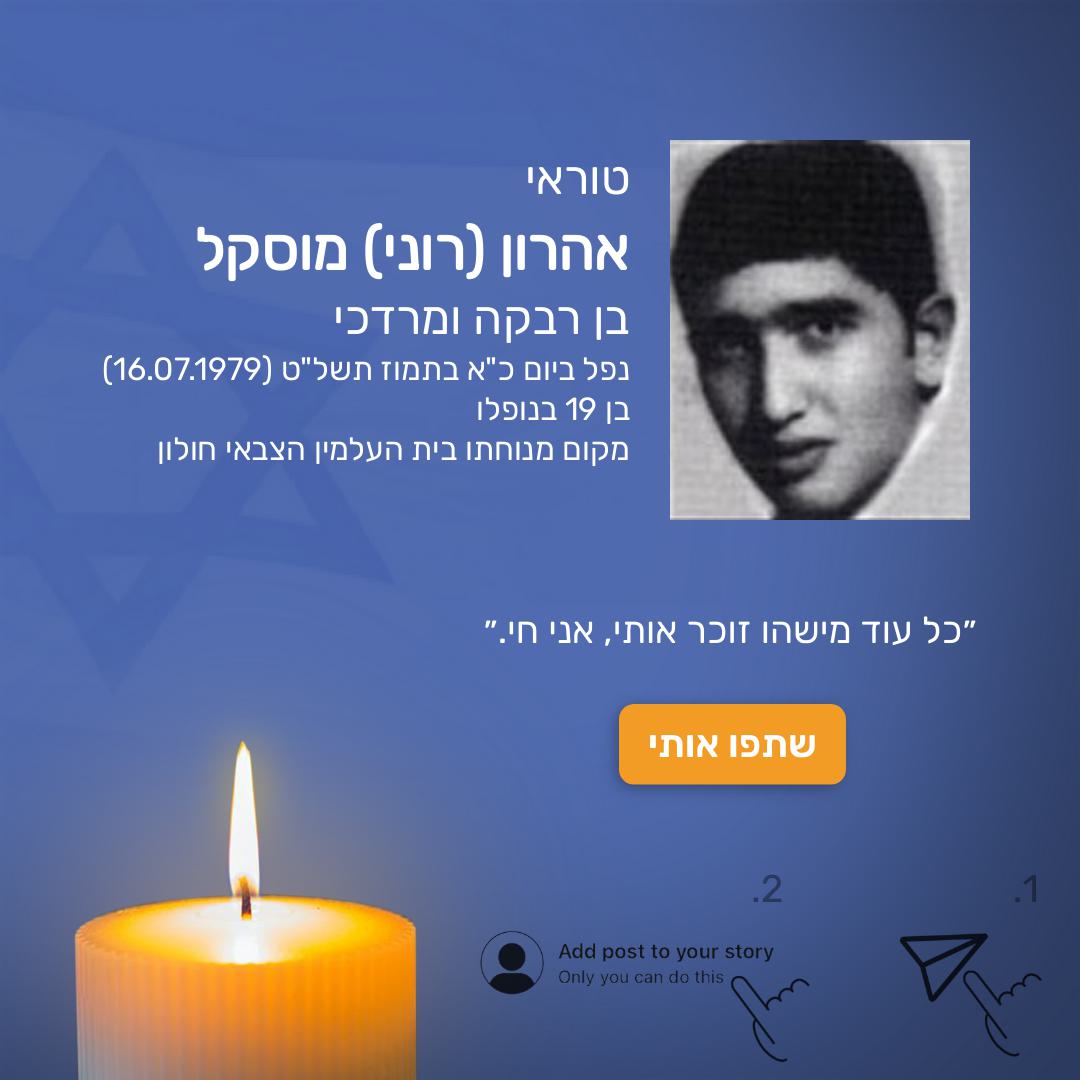 טוראי
אהרון (רוני) מוסקל
בן רבקה ומרדכי
נפל ביום כ"א בתמוז תשל"ט (16.07.1979)
בן 19 בנופלו
מקום מנוחתו בית העלמין הצבאי חולון
״כל עוד מישהו זוכר אותי, אני חי.״
שתפו אותי
1.
2.
Add post to your story
Only you can do this